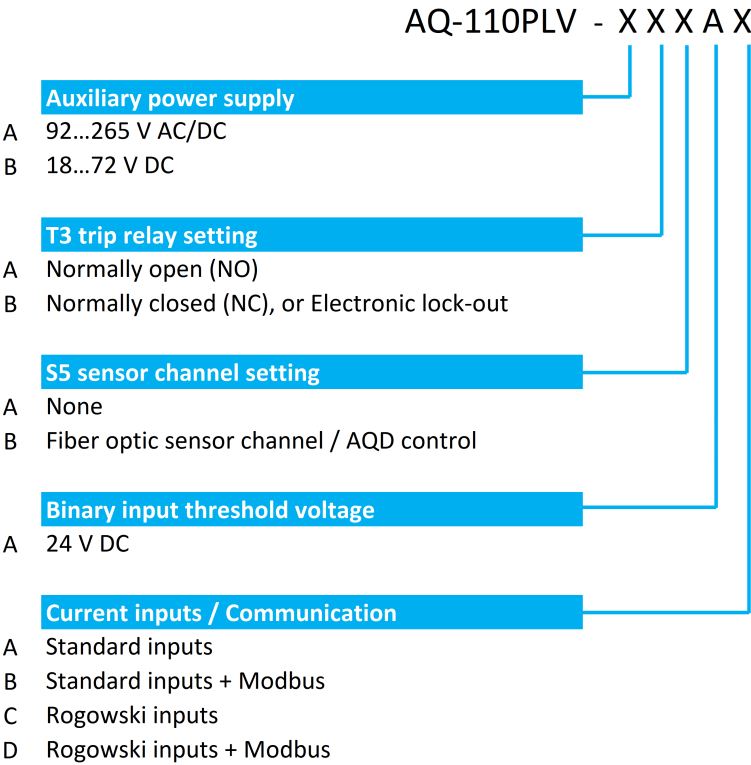 AQ-110PLV - X X X A X
Auxiliary power supply
A 92...265 V AC/DC
B 18...72 V DC
T3 trip relay setting
A Normally open (NO)
B Normally closed (NC), or Electronic lock-out
S5 sensor channel setting
A None
B Fiber optic sensor channel / AQD control
Binary input threshold voltage
A 24 V DC
Current inputs / Communication
A Standard inputs
B Standard inputs + Modbus
C Rogowski inputs
D Rogowski inputs + Modbus